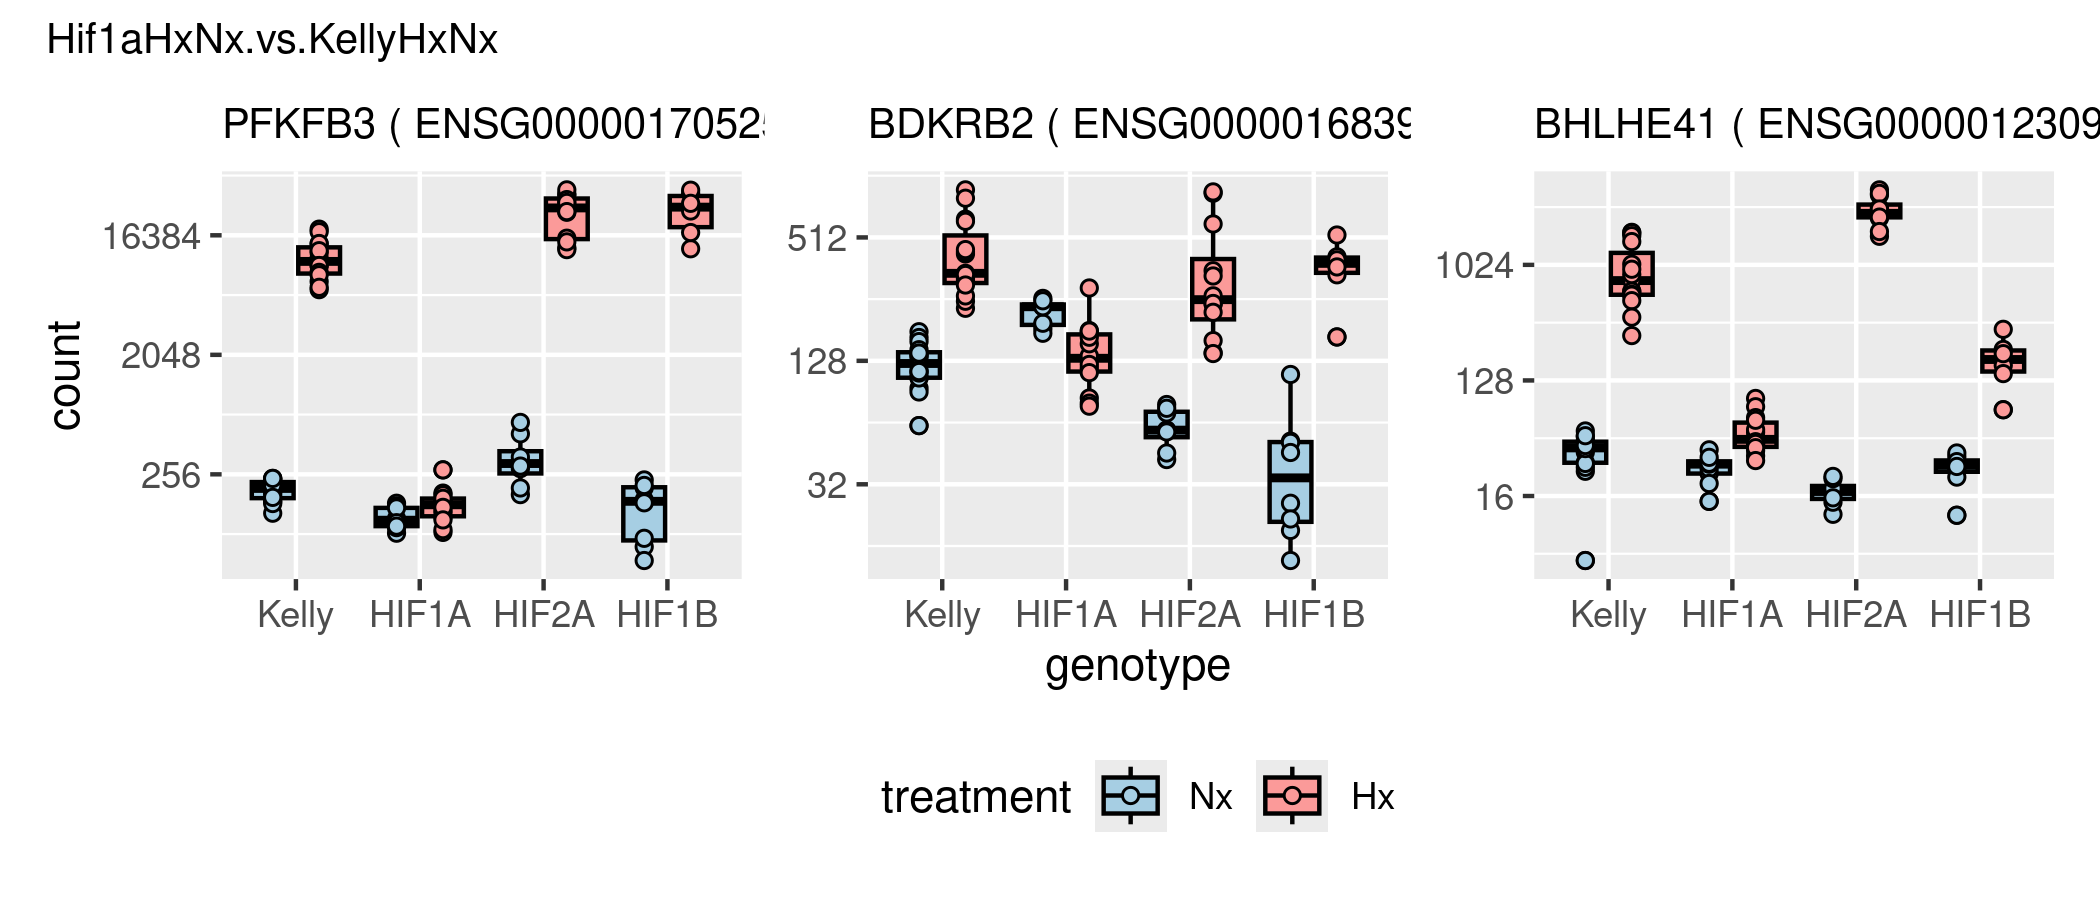 Hif1aHxNx.vs.KellyHxNx
PFKFB3 ( ENSG00000170525
BDKRB2 ( ENSG0000016839
BHLHE41 ( ENSG0000012309
count
16384
2048
256
512
128
32
1024
128
16
Kelly HIF1A HIF2A HIF1B
Kelly HIF1A HIF2A HIF1B
Kelly HIF1A HIF2A HIF1B
genotype
treatment Nx Hx